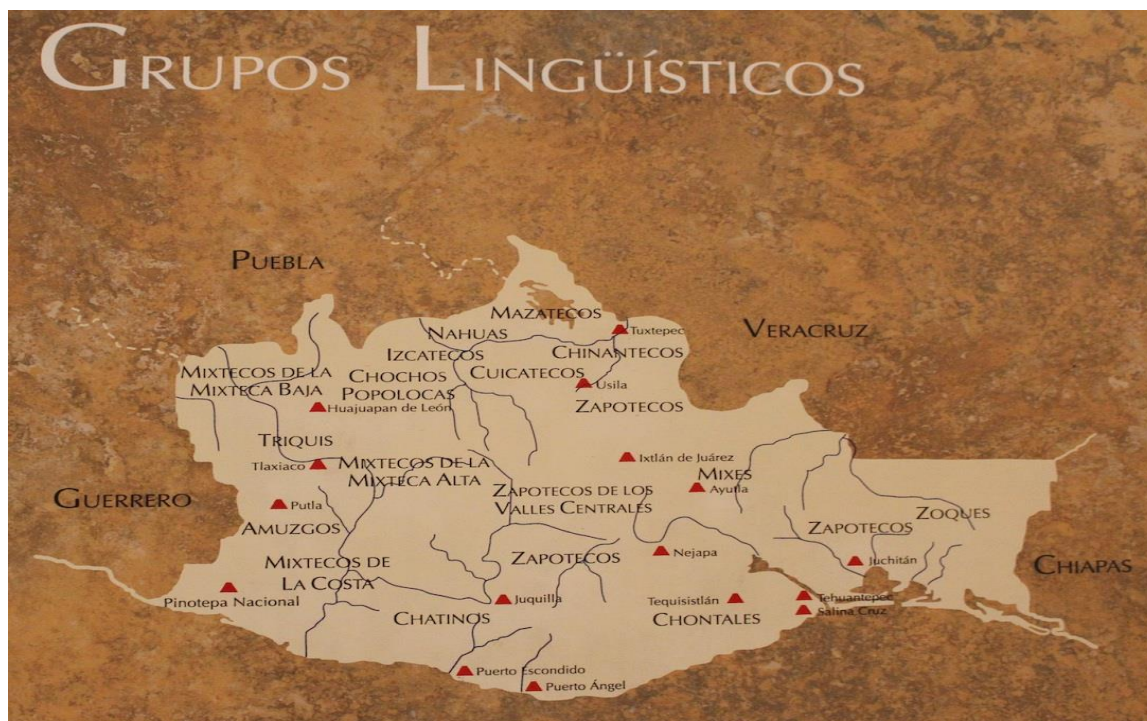 GRUPOS LINGÜÍSTICOS
PUEBLA
MAZATECOS
NAHUAS
Tuxtepec
VERACRUZ
IZCATECOS
CHINANTECOS
MIXTECOS DE LA
MIXTECA BAJA
CHOCHOS
POPOLOCAS
CUICATECOS
Usila
Huajuapan de León
ZAPOTECOS
TRIQUIS
Tlaxiaco
MIXTECOS DE LA
MIXTECA ALTA
Ixtlán de Juárez
MIXES
Ayutla
GUERRERO
Putla
ZAPOTECOS DE LOS
VALLES CENTRALES
AMUZGOS
ZAPOTECOS
ZOQUES
MIXTECOS DE
LA COSTA
ZAPOTECOS
Nejapa
Juchitán
CHIAPAS
Pinotepa Nacional
Juquilla
Tequisistlán
Tehuantepec
Salina Cruz
CHATINOS
CHONTALES
Puerto Escondido
Puerto Ángel